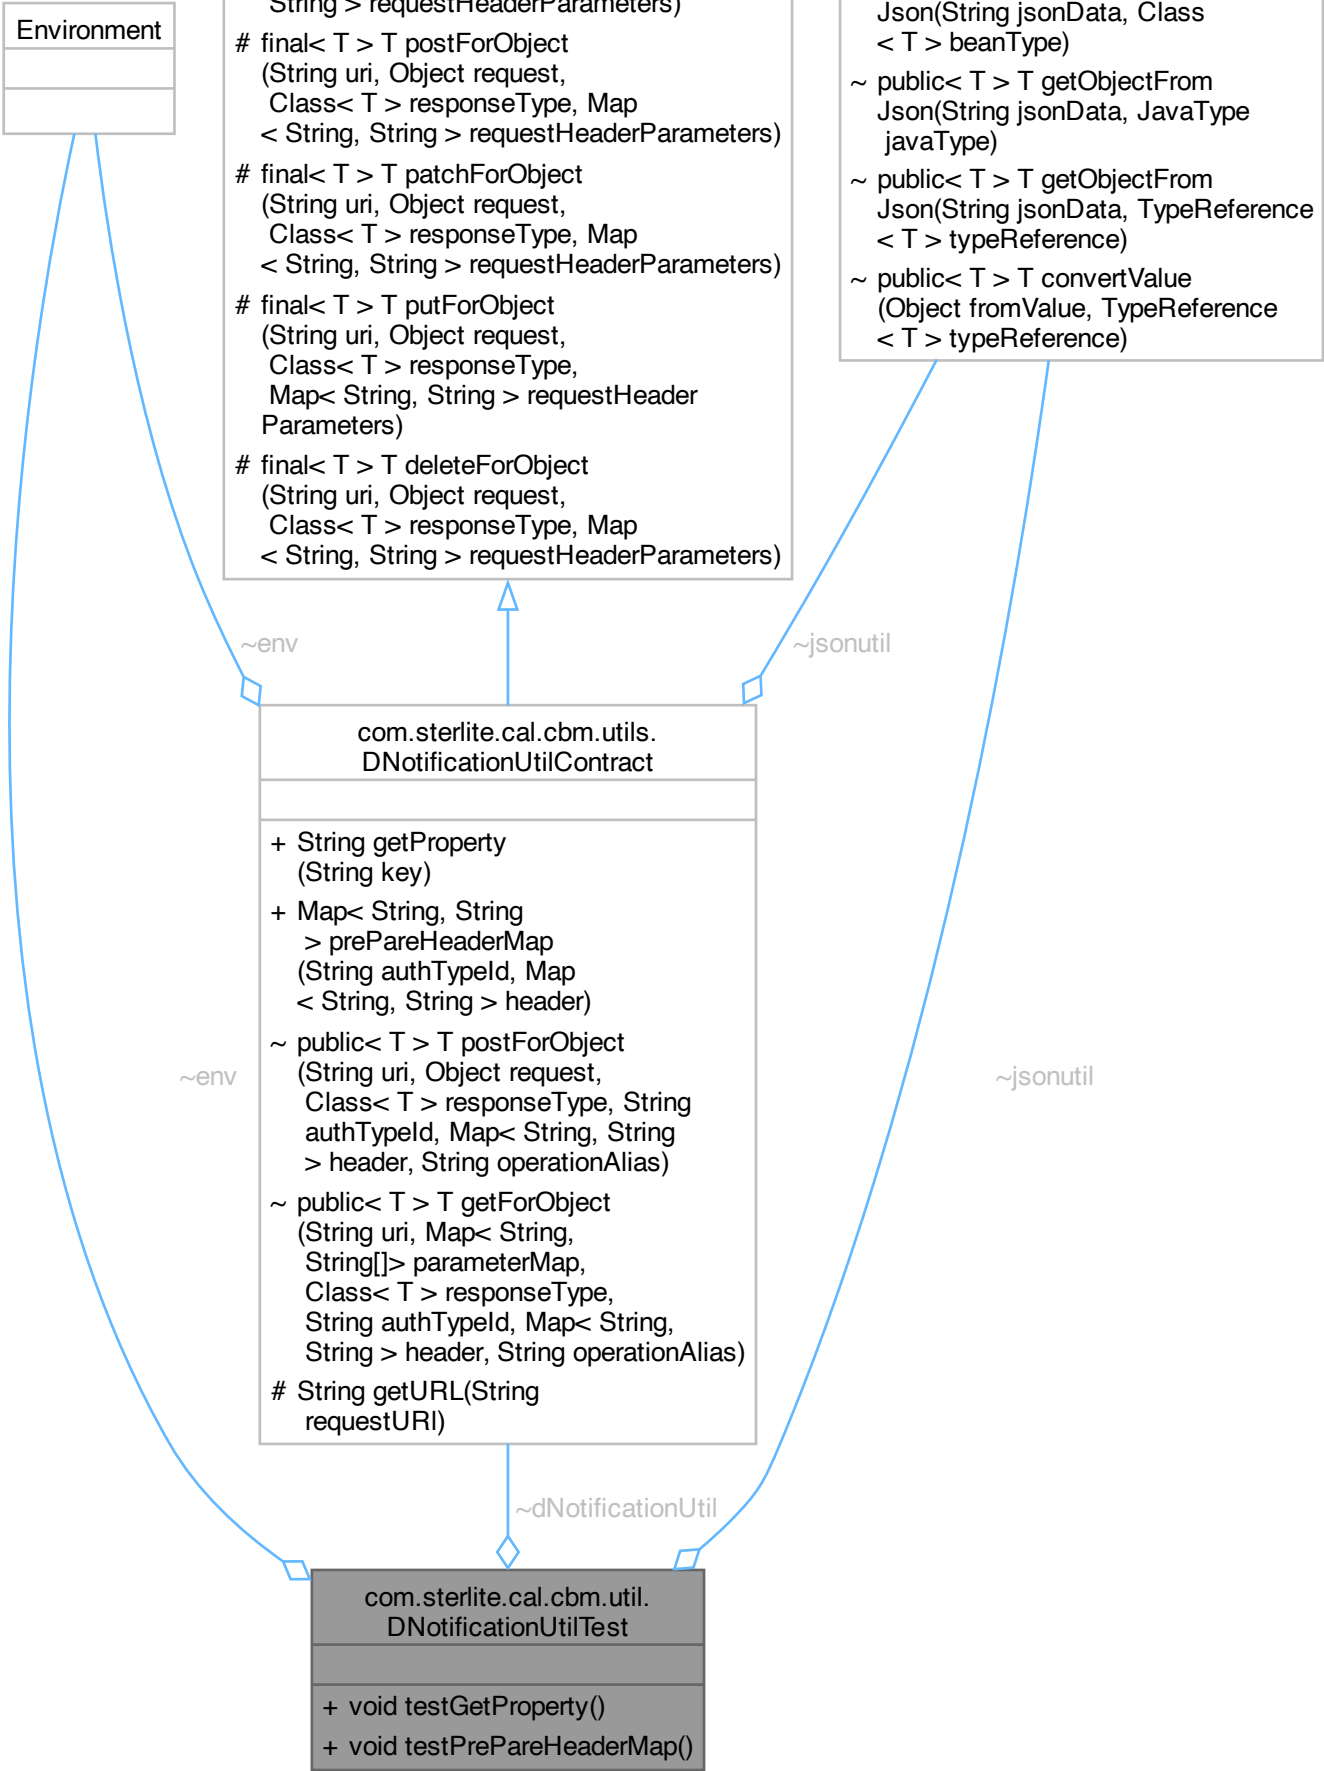 Environment
String > requestHeaderParameters)
# final< T > T postForObject
(String uri, Object request,
Class< T > responseType, Map
< String, String > requestHeaderParameters)
# final< T > T patchForObject
(String uri, Object request,
Class< T > responseType, Map
< String, String > requestHeaderParameters)
# final< T > T putForObject
(String uri, Object request,
Class< T > responseType,
Map< String, String > requestHeader
Parameters)
# final< T > T deleteForObject
(String uri, Object request,
Class< T > responseType, Map
< String, String > requestHeaderParameters)
Json(String jsonData, Class
< T > beanType)
~ public< T > T getObjectFrom
Json(String jsonData, JavaType
javaType)
~ public< T > T getObjectFrom
Json(String jsonData, TypeReference
< T > typeReference)
~ public< T > T convertValue
(Object fromValue, TypeReference
< T > typeReference)
~env
~jsonutil
com.sterlite.cal.cbm.utils.
DNotificationUtilContract
+ String getProperty
(String key)
+ Map< String, String
> prePareHeaderMap
(String authTypeId, Map
< String, String > header)
~ public< T > T postForObject
(String uri, Object request,
Class< T > responseType, String
authTypeId, Map< String, String
> header, String operationAlias)
~ public< T > T getForObject
(String uri, Map< String,
String[]> parameterMap,
Class< T > responseType,
String authTypeId, Map< String,
String > header, String operationAlias)
# String getURL(String
requestURI)
~env
~jsonutil
~dNotificationUtil
com.sterlite.cal.cbm.util.
DNotificationUtilTest
+ void testGetProperty()
+ void testPrePareHeaderMap()